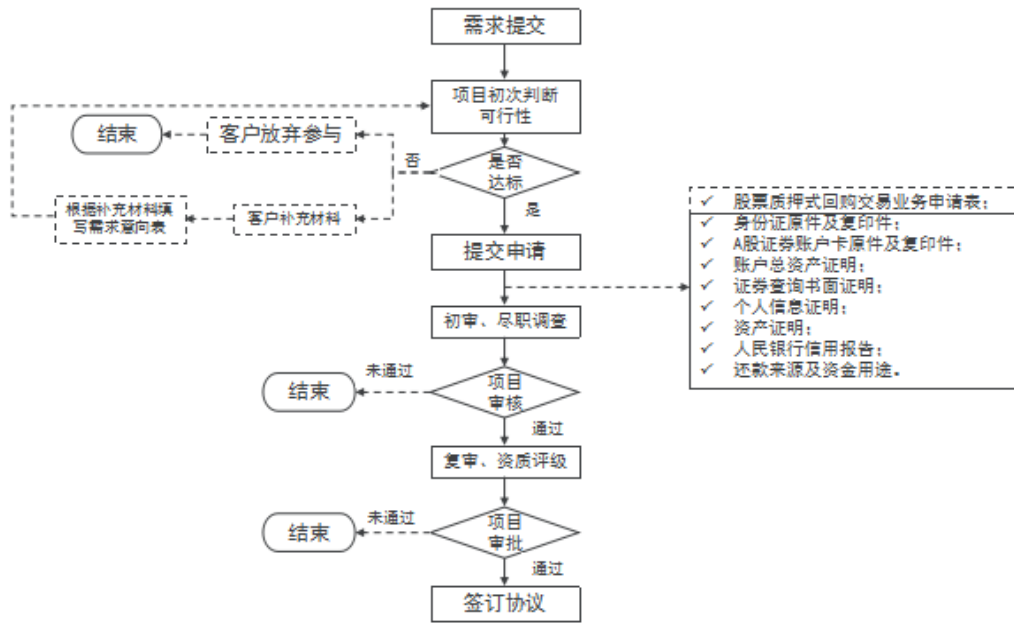 需求提交
项目初次判断
可行性
结束
客户放弃参与
否
是否
达标
根据补充材料填
写需求意向表
客户补充材料
是
提交申请
✓ 股票质押式回购交易业务申请表；
✓ 身份证原件及复印件；
✓ A股证券账户卡原件及复印件；
✓ 账户总资产证明；
✓ 证券查询书面证明；
✓ 个人信息证明；
✓ 资产证明；
✓ 人民银行信用报告；
✓ 还款来源及资金用途。
初审、尽职调查
结束
未通过
项目
审核
通过
复审、资质评级
结束
未通过
项目
审批
通过
签订协议